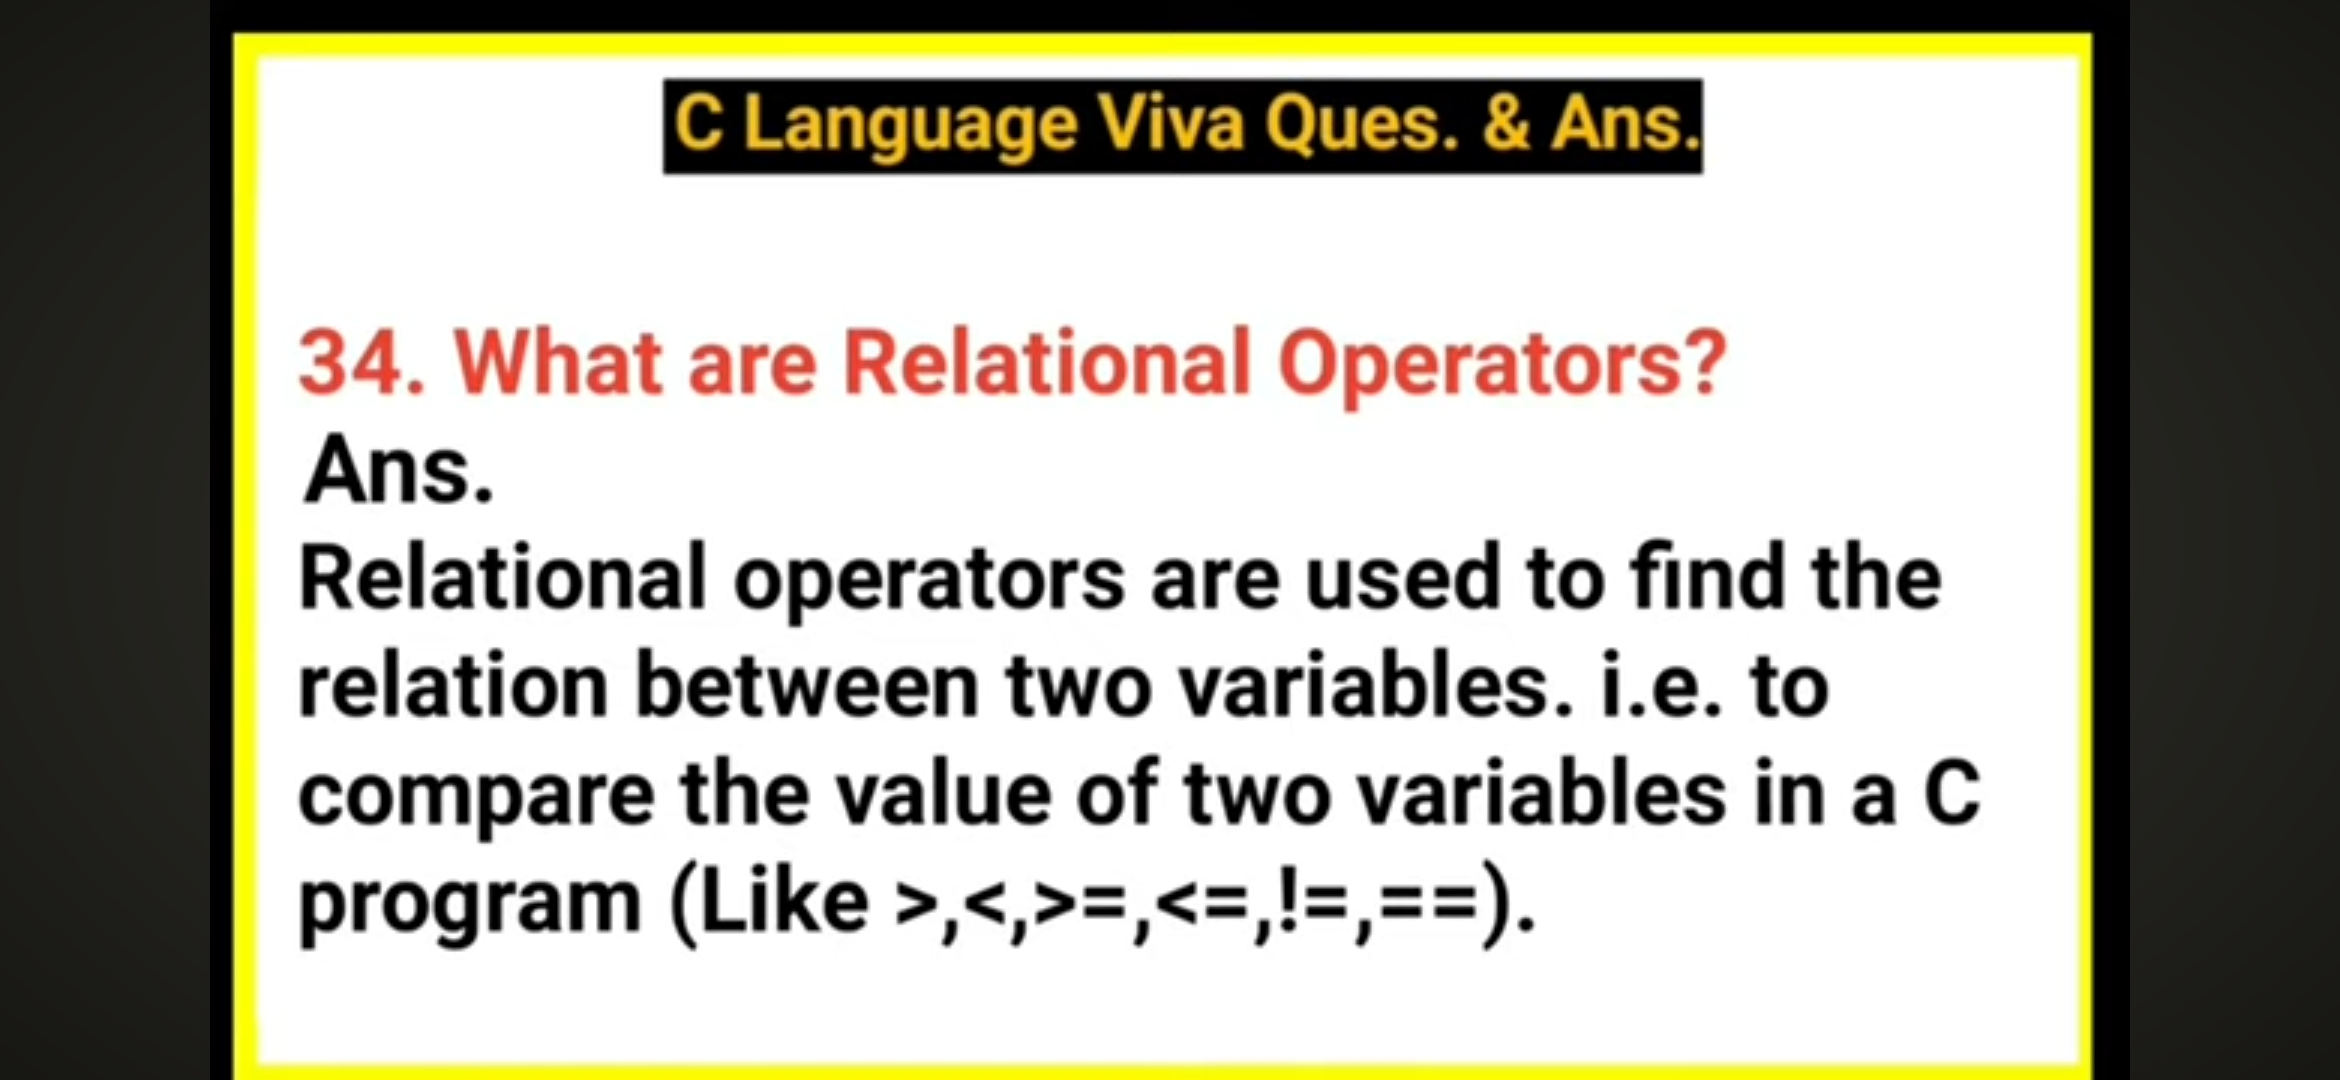 C Language Viva Ques. & Ans.
34. What are Relational Operators?
Ans.
Relational operators are used to find the
relation between two variables. i.e. to
compare the value of two variables in a C
program (Like >,<,>=,<=,!=,==).